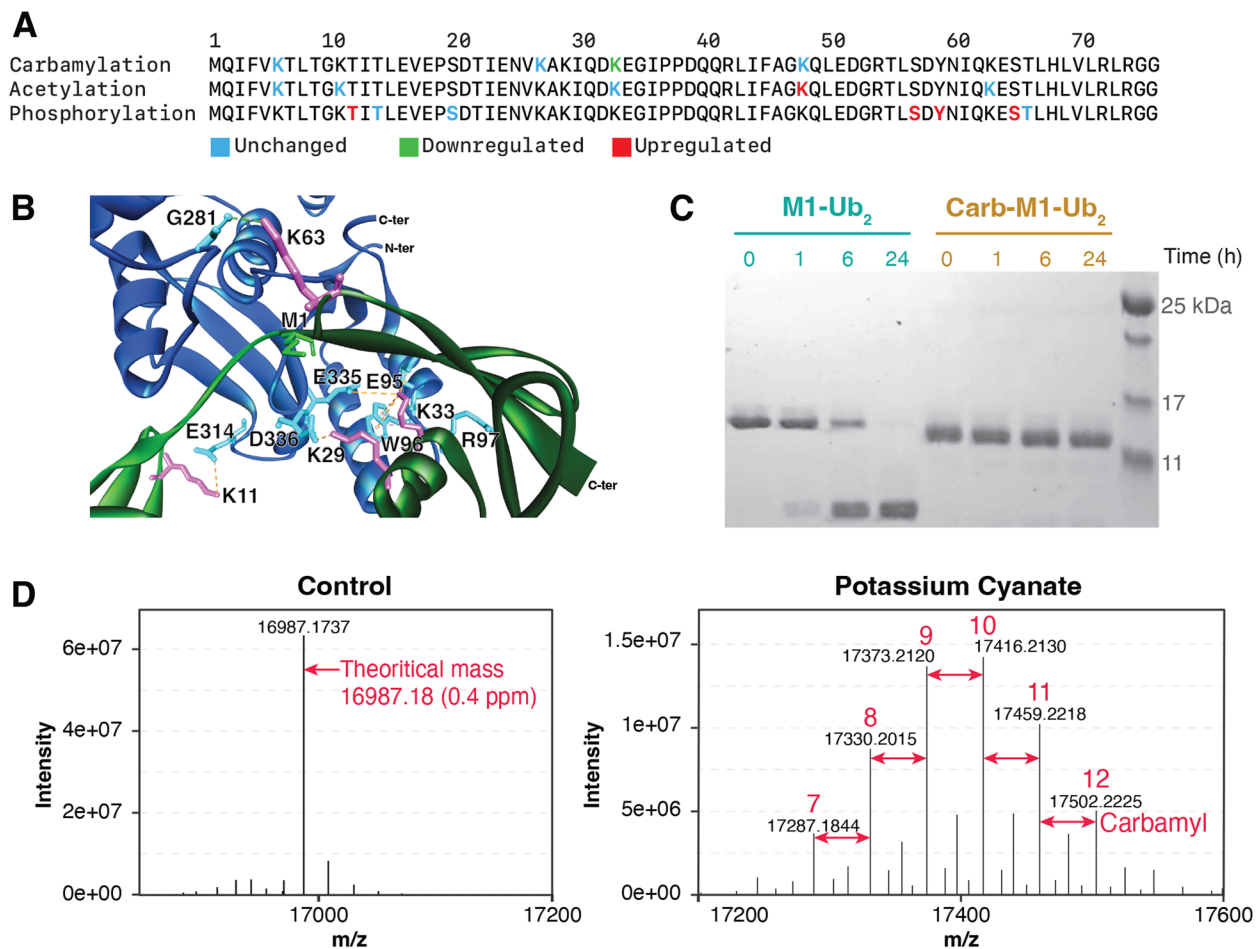 A
1 10 20 30 40 50 60 70
Carbamylation MQIFVKTLTGKTITLEVEPSDTIENVKAKIQDKEGIPPDQQRLIFAGKQLEDGRTLSDYNIQKESTLHLVLRLRGG
Acetylation MQIFVKTLTGKTITLEVEPSDTIENVKAKIQDKEGIPPDQQRLIFAGKQLEDGRTLSDYNIQKESTLHLVLRLRGG
Phosphorylation MQIFVKTLTGKTITLEVEPSDTIENVKAKIQDKEGIPPDQQRLIFAGKQLEDGRTLSDYNIQKESTLHLVLRLRGG
Unchanged Downregulated Upregulated
B
G281
C-ter
K63
N-ter
M1
E335 E95
K33
E314 D336 W96 R97
K29
K11
C-ter
C
M1-Ub2 Carb-M1-Ub2
0 1 6 24 0 1 6 24 Time (h)
25 kDa
17
11
D
Control
16987.1737
Theoritical mass
16987.18 (0.4 ppm)
6e+07
4e+07
2e+07
0e+00
Intensity
17000 17200
m/z
Potassium Cyanate
1.5e+07
1e+07
5e+06
0e+00
Intensity
7
17287.1844
8
17330.2015
9
17373.2120
10
17416.2130
11
17459.2218
12
17502.2225
Carbamyl
17200 17400 17600
m/z